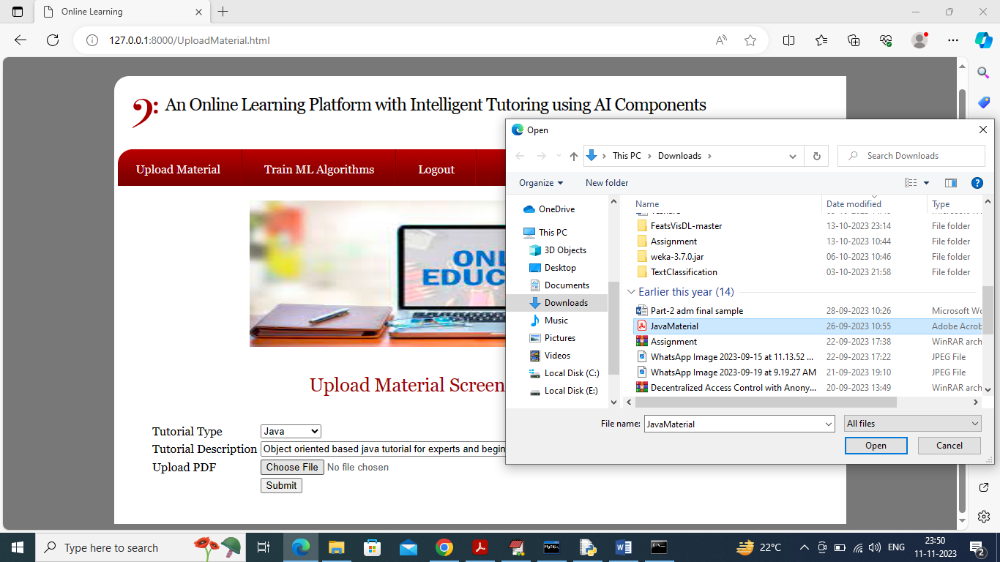 Online Learning
127.0.0.1:8000/UploadMaterial.html
An Online Learning Platform with Intelligent Tutoring using AI Components
Upload Material
Train ML Algorithms
Logout
ONL
EDUC
Upload Material Screen
Tutorial Type
Java
Tutorial Description
Object oriented based java tutorial for experts and begin
Upload PDF
Choose File
No file chosen
Submit
Open
This PC
Downloads
Search Downloads
Organize
New folder
OneDrive
This PC
3D Objects
Desktop
Documents
Downloads
Music
Pictures
Videos
Local Disk (C:)
Local Disk (E:)
Name Date modified Type
FeatsVisDL-master 13-10-2023 23:14 File folder
Assignment 13-10-2023 10:44 File folder
weka-3.7.0.jar 06-10-2023 10:46 File folder
TextClassification 03-10-2023 21:58 File folder
Earlier this year (14)
Part-2 adm final sample 28-09-2023 10:26 Microsoft Wo
JavaMaterial 26-09-2023 10:55 Adobe Acrob
Assignment 22-09-2023 17:38 WinRAR arch
WhatsApp Image 2023-09-15 at 11.13.52 ... 22-09-2023 17:22 JPEG File
WhatsApp Image 2023-09-19 at 9.19.27 AM 21-09-2023 19:10 JPEG File
Decentralized Access Control with Anony... 20-09-2023 13:49 WinRAR arch
File name: JavaMaterial
All files
Open
Cancel
Type here to search
22°C
ENG
23:50
11-11-2023
2